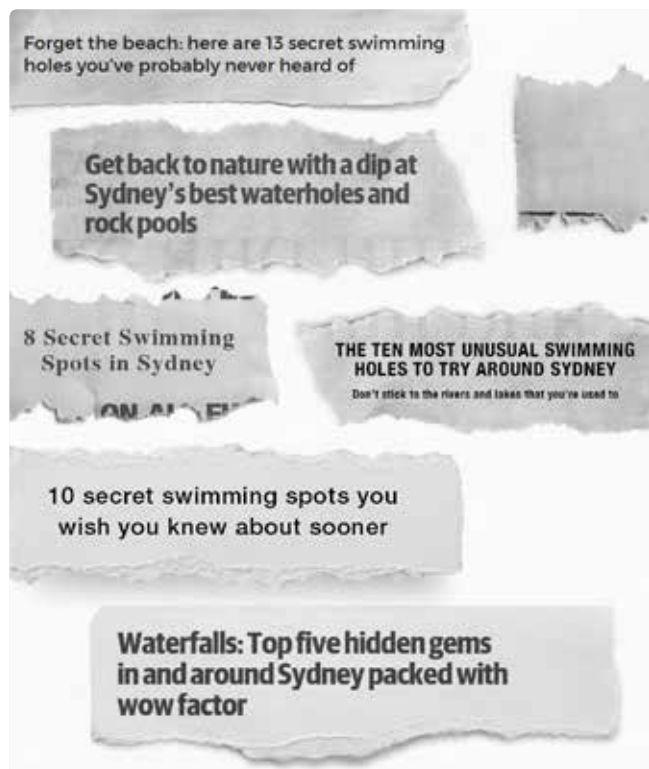 Forget the beach: here are 13 secret swimming
holes you've probably never heard of
Get back to nature with a dip at
Sydney's best waterholes and
rock pools
8 Secret Swimming
Spots in Sydney
THE TEN MOST UNUSUAL SWIMMING
HOLES TO TRY AROUND SYDNEY
Don't stick to the rivers and lakes that you're used to
10 secret swimming spots you
wish you knew about sooner
Waterfalls: Top five hidden gems
in and around Sydney packed with
wow factor